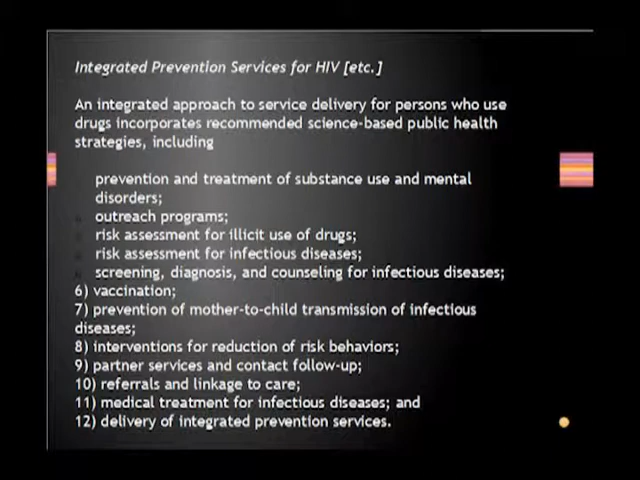 Integrated Prevention Services for HIV [etc.]
An integrated approach to service delivery for persons who use
drugs incorporates recommended science-based public health
strategies, including
prevention and treatment of substance use and mental
disorders;
outreach programs;
risk assessment for illicit use of drugs;
risk assessment for infectious diseases;
screening, diagnosis, and counseling for infectious diseases;
6) vaccination;
7) prevention of mother-to-child transmission of infectious
diseases;
8) interventions for reduction of risk behaviors;
9) partner services and contact follow-up;
10) referrals and linkage to care;
11) medical treatment for infectious diseases; and
12) delivery of integrated prevention services.